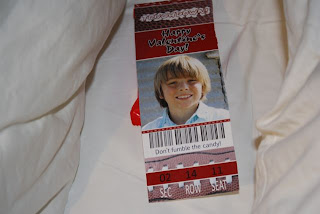 Happy
Valentine's
Day!
Don't fumble the candy!
02 14 11
SEC ROW SEAT